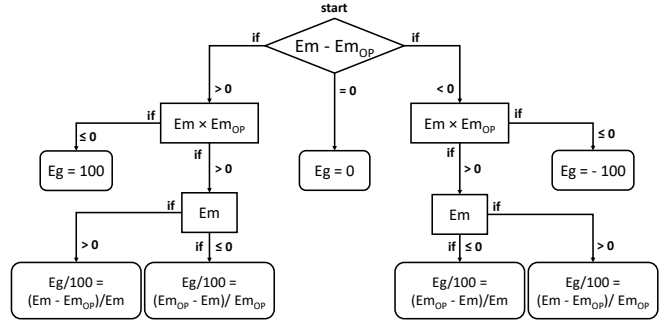 start
if
Em - Em_OP
if
> 0
= 0
< 0
if
Em × Em_OP
Em × Em_OP
if
≤ 0
≤ 0
Eg = 100
if
> 0
Eg = 0
if
> 0
Eg = - 100
if
Em
Em
if
> 0
if ≤ 0
if ≤ 0
> 0
Eg/100 =
(Em - Em_OP)/Em
Eg/100 =
(Em_OP - Em)/ Em_OP
Eg/100 =
(Em_OP - Em)/Em
Eg/100 =
(Em - Em_OP)/ Em_OP